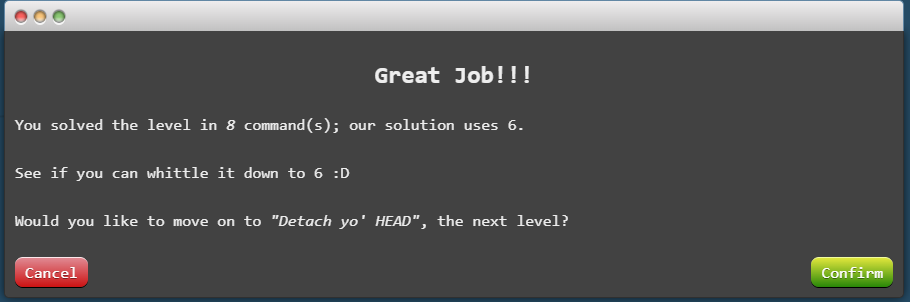 Great Job!!!
You solved the level in 8 command(s); our solution uses 6.
See if you can whittle it down to 6 :D
Would you like to move on to "Detach yo' HEAD", the next level?
Cancel
Confirm